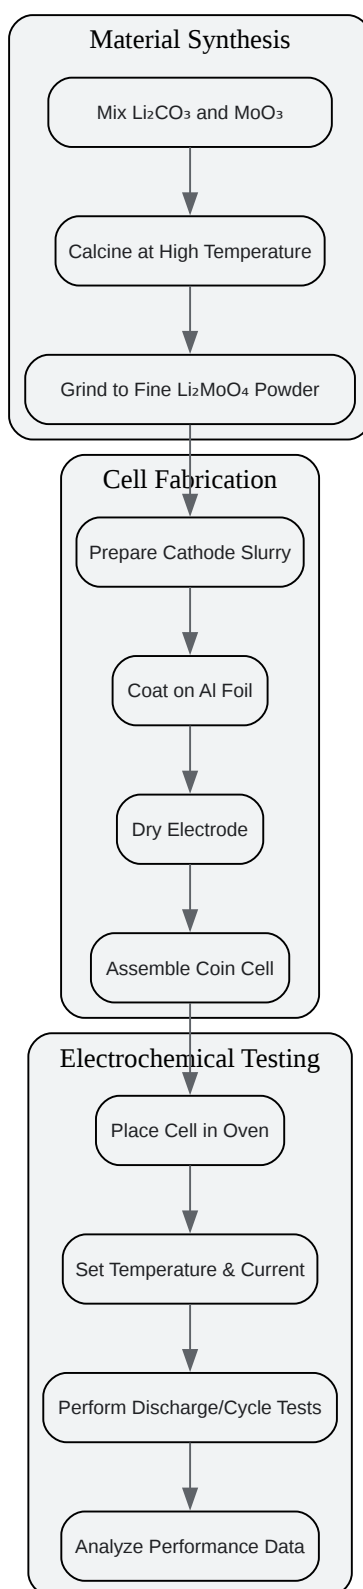 Material Synthesis
Mix Li₂CO₃ and MoO₃
Calcine at High Temperature
Grind to Fine Li₂MoO₄ Powder
Cell Fabrication
Prepare Cathode Slurry
Coat on Al Foil
Dry Electrode
Assemble Coin Cell
Electrochemical Testing
Place Cell in Oven
Set Temperature & Current
Perform Discharge/Cycle Tests
Analyze Performance Data